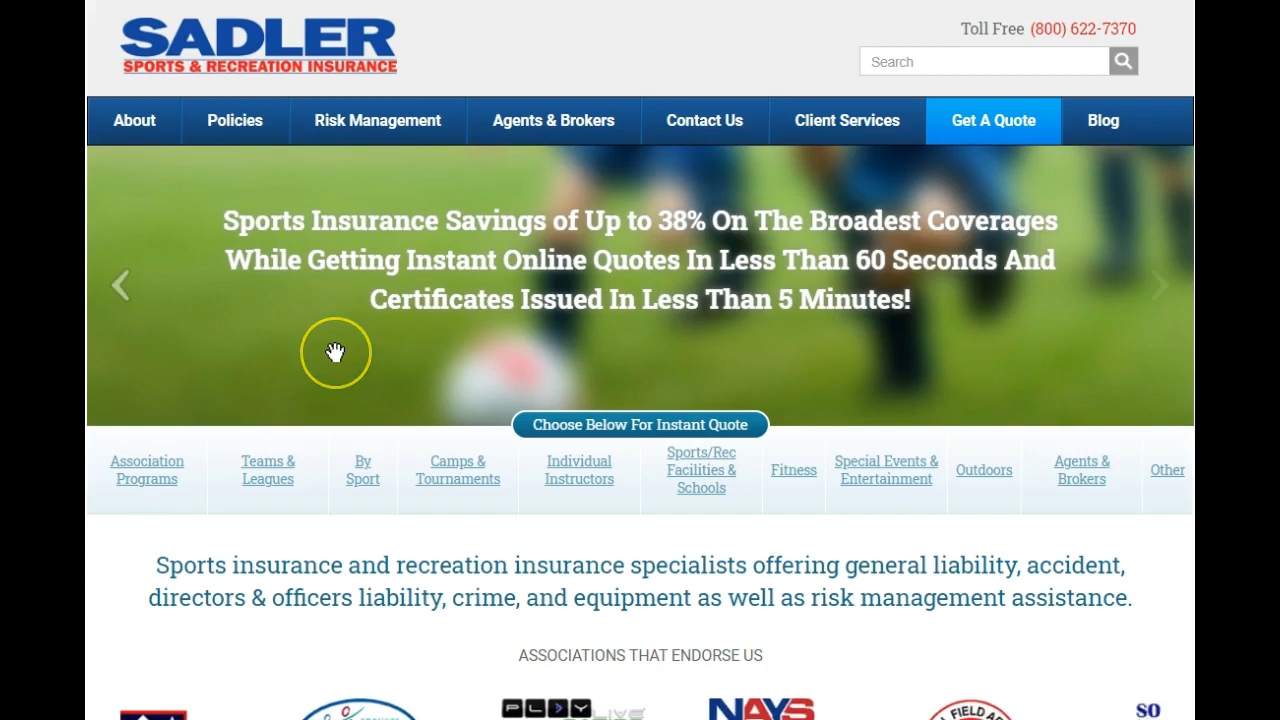 SADLER
SPORTS & RECREATION INSURANCE
Toll Free (800) 622-7370
Search
About Policies Risk Management Agents & Brokers Contact Us Client Services Get A Quote Blog
Sports Insurance Savings of Up to 38% On The Broadest Coverages
While Getting Instant Online Quotes In Less Than 60 Seconds And
Certificates Issued In Less Than 5 Minutes!
Choose Below For Instant Quote
Association
Programs
Teams &
Leagues
By
Sport
Camps &
Tournaments
Individual
Instructors
Sports/Rec
Facilities &
Schools
Fitness
Special Events &
Entertainment
Outdoors
Agents &
Brokers
Other
Sports insurance and recreation insurance specialists offering general liability, accident,
directors & officers liability, crime, and equipment as well as risk management assistance.
ASSOCIATIONS THAT ENDORSE US
PLAY
NAYS
FIELD
SO